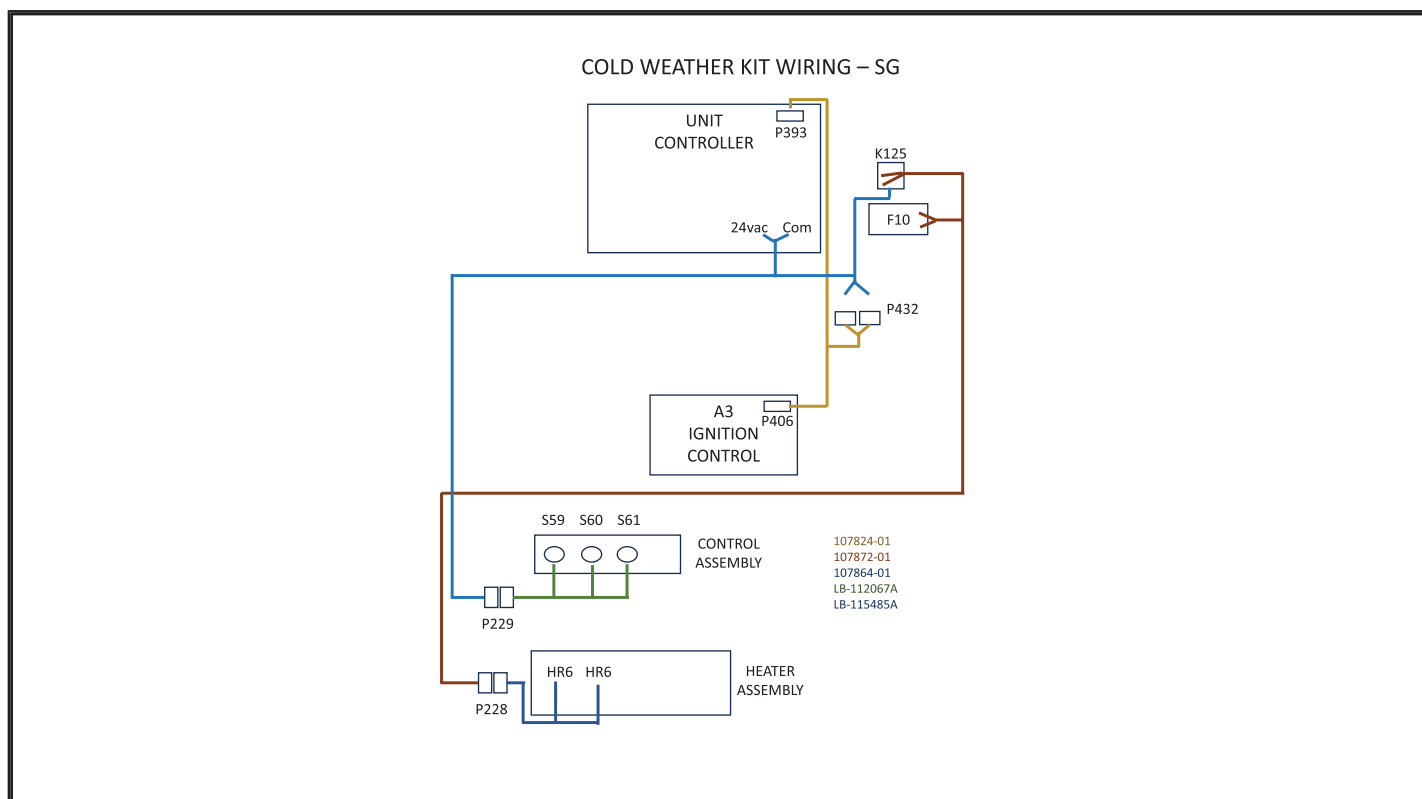 COLD WEATHER KIT WIRING – SG
UNIT
CONTROLLER
P393
K125
F10
24vac Com
P432
A3
IGNITION
CONTROL
P406
S59 S60 S61
CONTROL
ASSEMBLY
107824-01
107872-01
107864-01
LB-112067A
LB-115485A
P229
HR6 HR6
HEATER
ASSEMBLY
P228